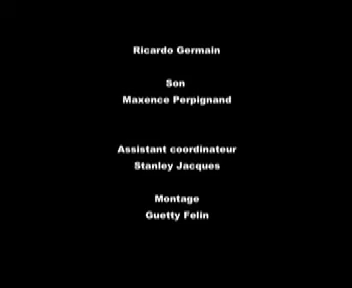 Ricardo Germain
Son
Maxence Perpignand
Assistant coordinateur
Stanley Jacques
Montage
Guetty Felin